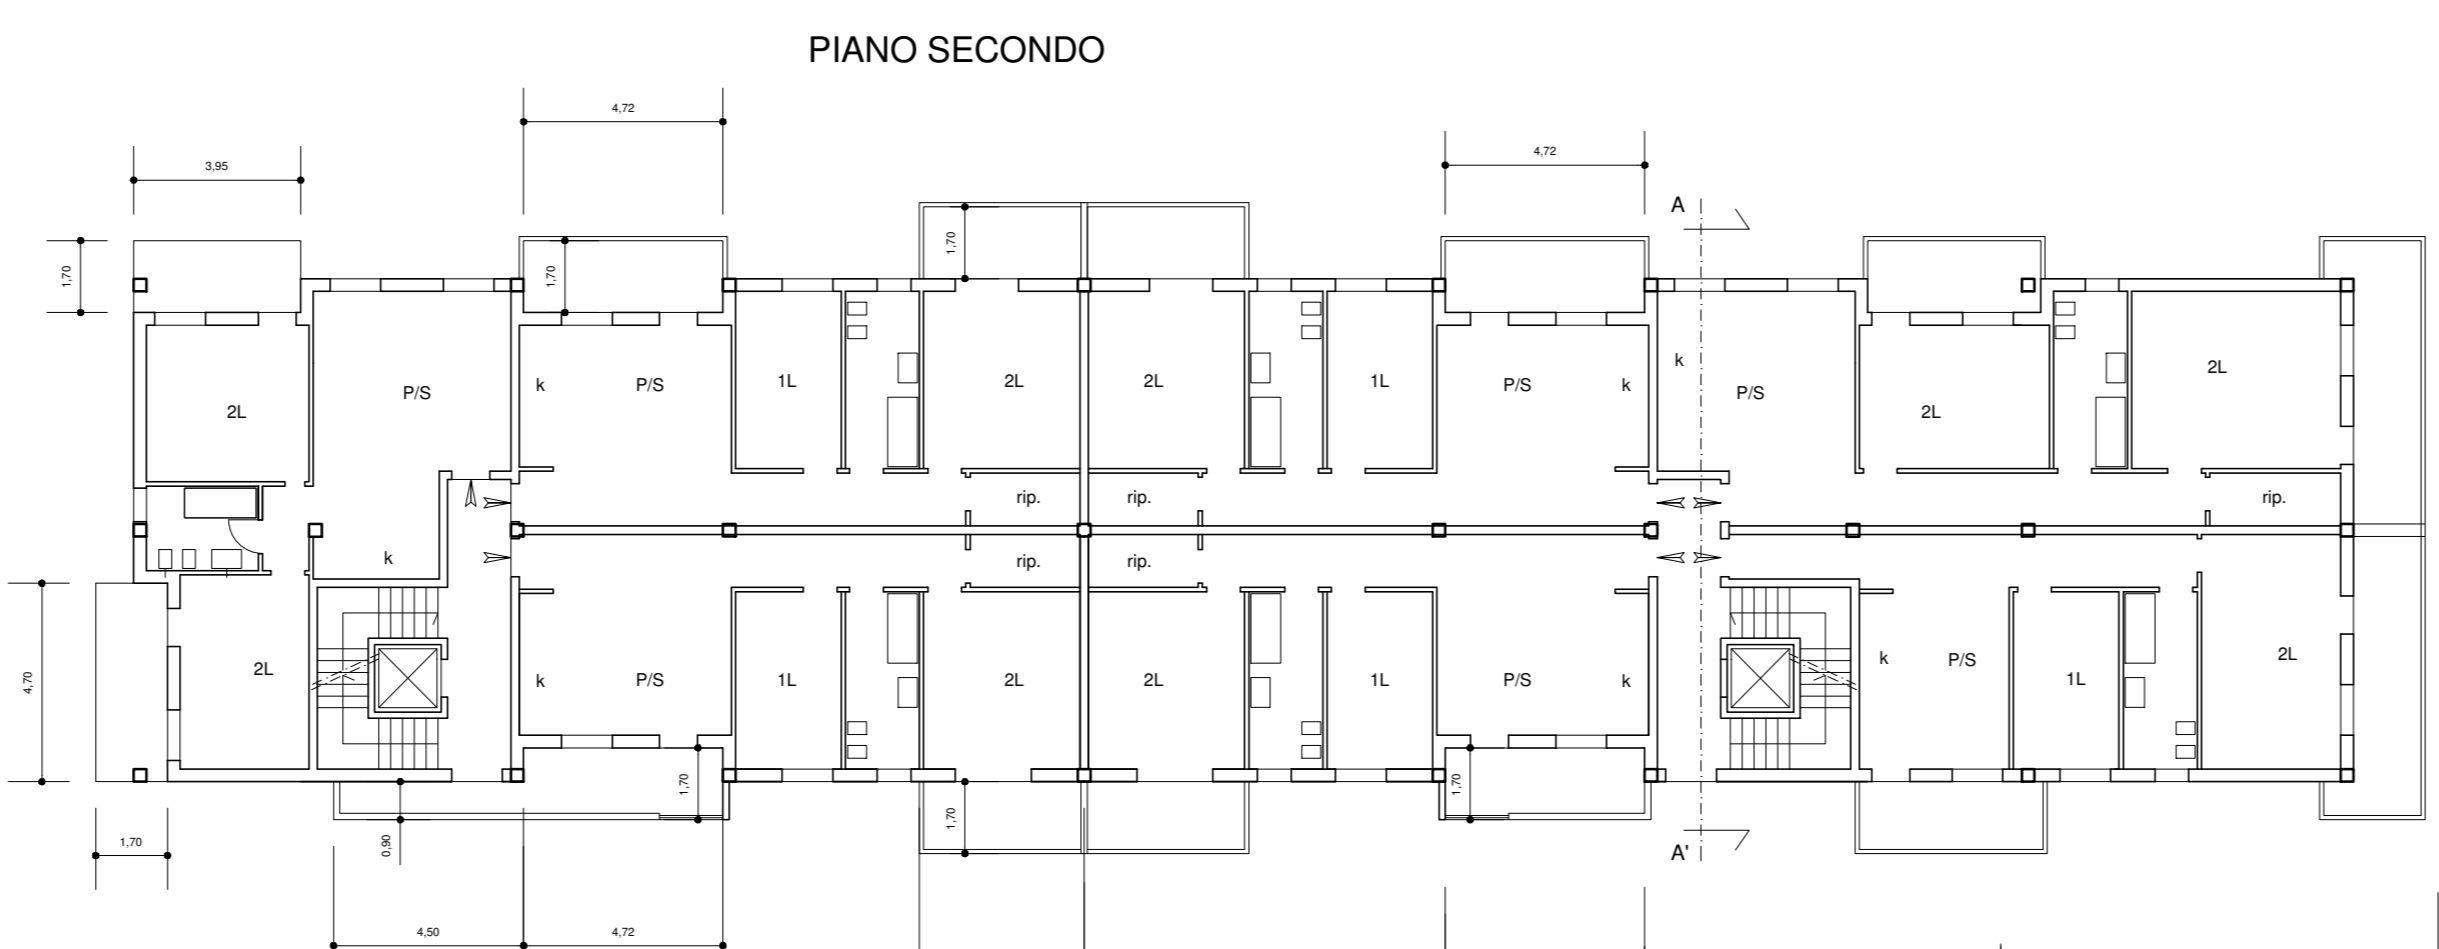 PIANO SECONDO
4,72
4,72
3,95
A
1,70
1,70
1,70
k
2L
P/S
k
P/S
1L
2L
2L
1L
P/S
k
P/S
2L
2L
rip.
rip.
rip.
k
rip.
rip.
2L
k
P/S
1L
2L
2L
1L
P/S
k
k
P/S
1L
2L
4,70
1,70
1,70
1,70
0,90
1,70
A'
4,50
4,72